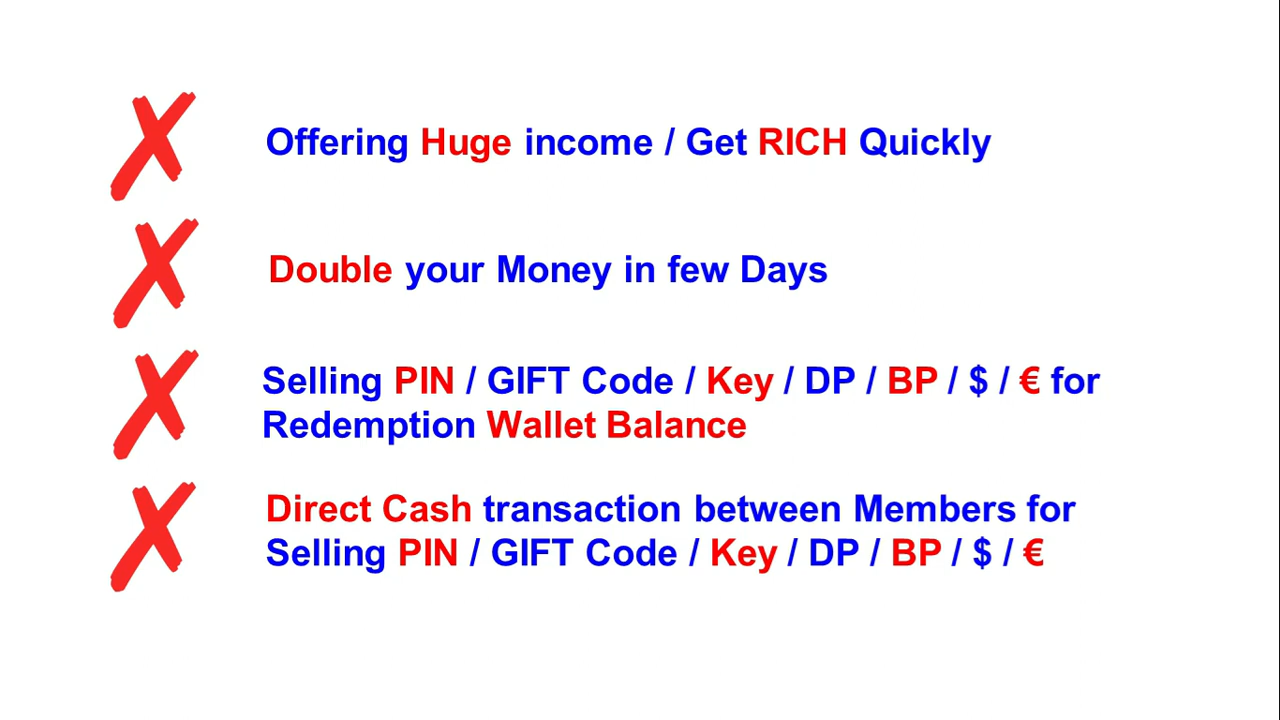 Offering Huge income / Get RICH Quickly
Double your Money in few Days
Selling PIN / GIFT Code / Key / DP / BP / $ / € for
Redemption Wallet Balance
Direct Cash transaction between Members for
Selling PIN / GIFT Code / Key / DP / BP / $ / €